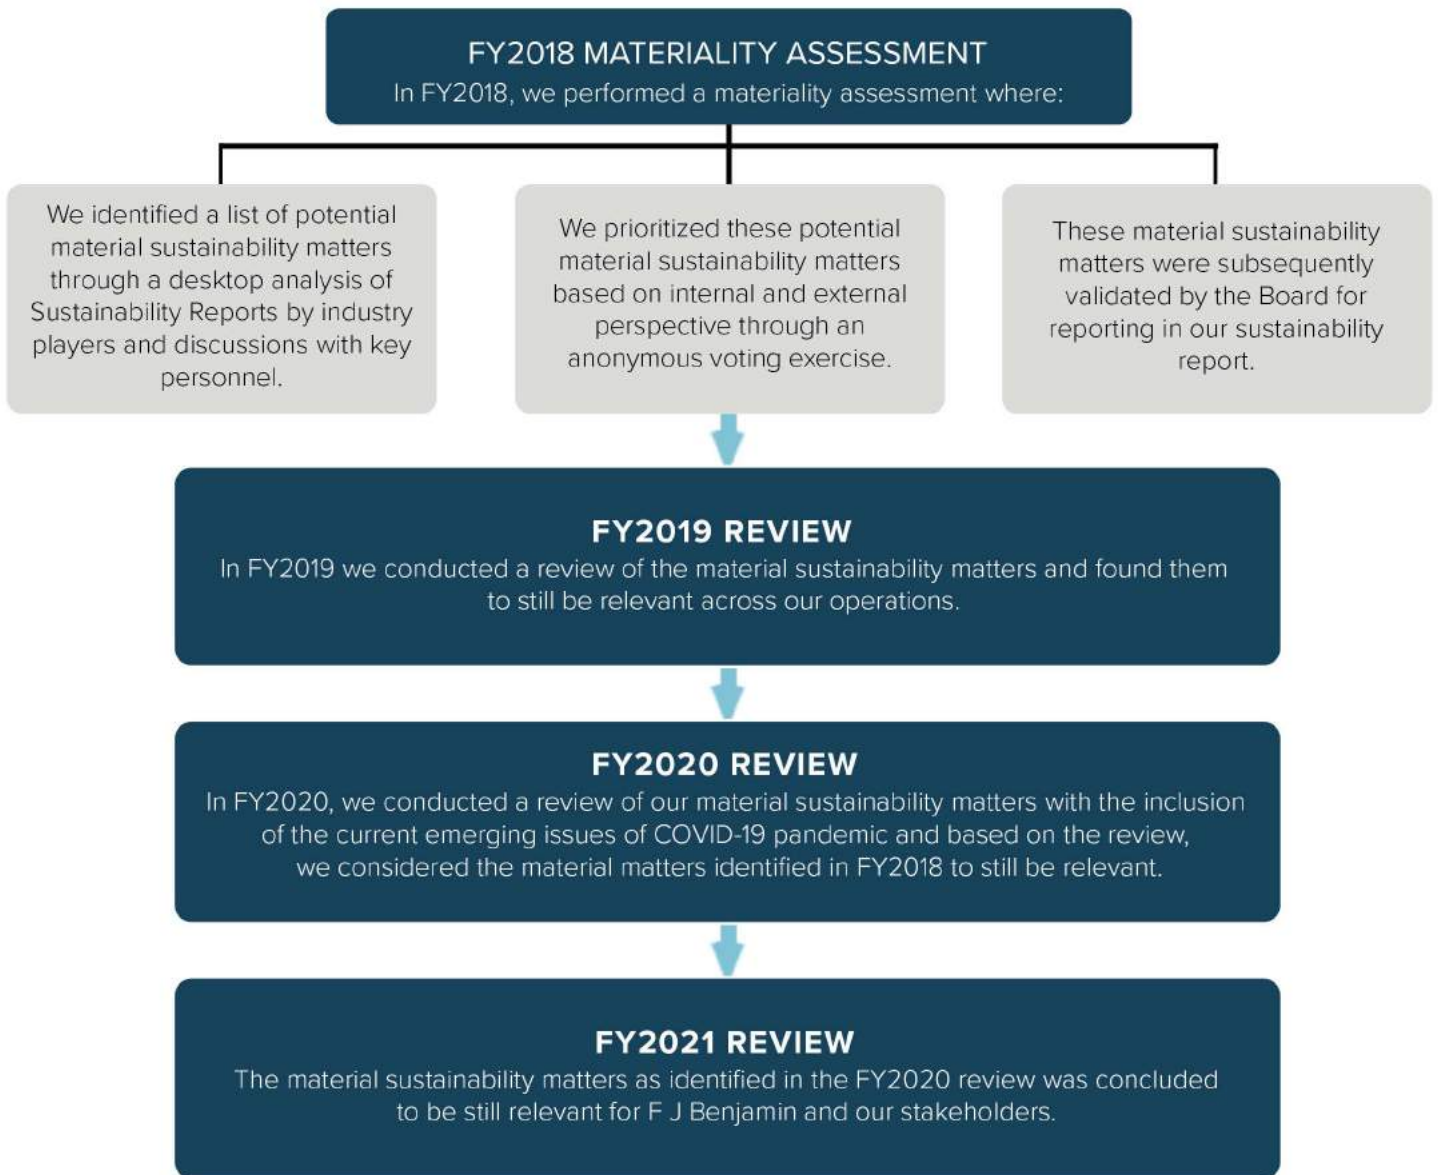 FY2018 MATERIALITY ASSESSMENT
In FY2018, we performed a materiality assessment where:
We identified a list of potential
material sustainability matters
through a desktop analysis of
Sustainability Reports by industry
players and discussions with key
personnel.
We prioritized these potential
material sustainability matters
based on internal and external
perspective through an
anonymous voting exercise.
These material sustainability
matters were subsequently
validated by the Board for
reporting in our sustainability
report.
FY2019 REVIEW
In FY2019 we conducted a review of the material sustainability matters and found them
to still be relevant across our operations.
FY2020 REVIEW
In FY2020, we conducted a review of our material sustainability matters with the inclusion
of the current emerging issues of COVID-19 pandemic and based on the review,
we considered the material matters identified in FY2018 to still be relevant.
FY2021 REVIEW
The material sustainability matters as identified in the FY2020 review was concluded
to be still relevant for F J Benjamin and our stakeholders.